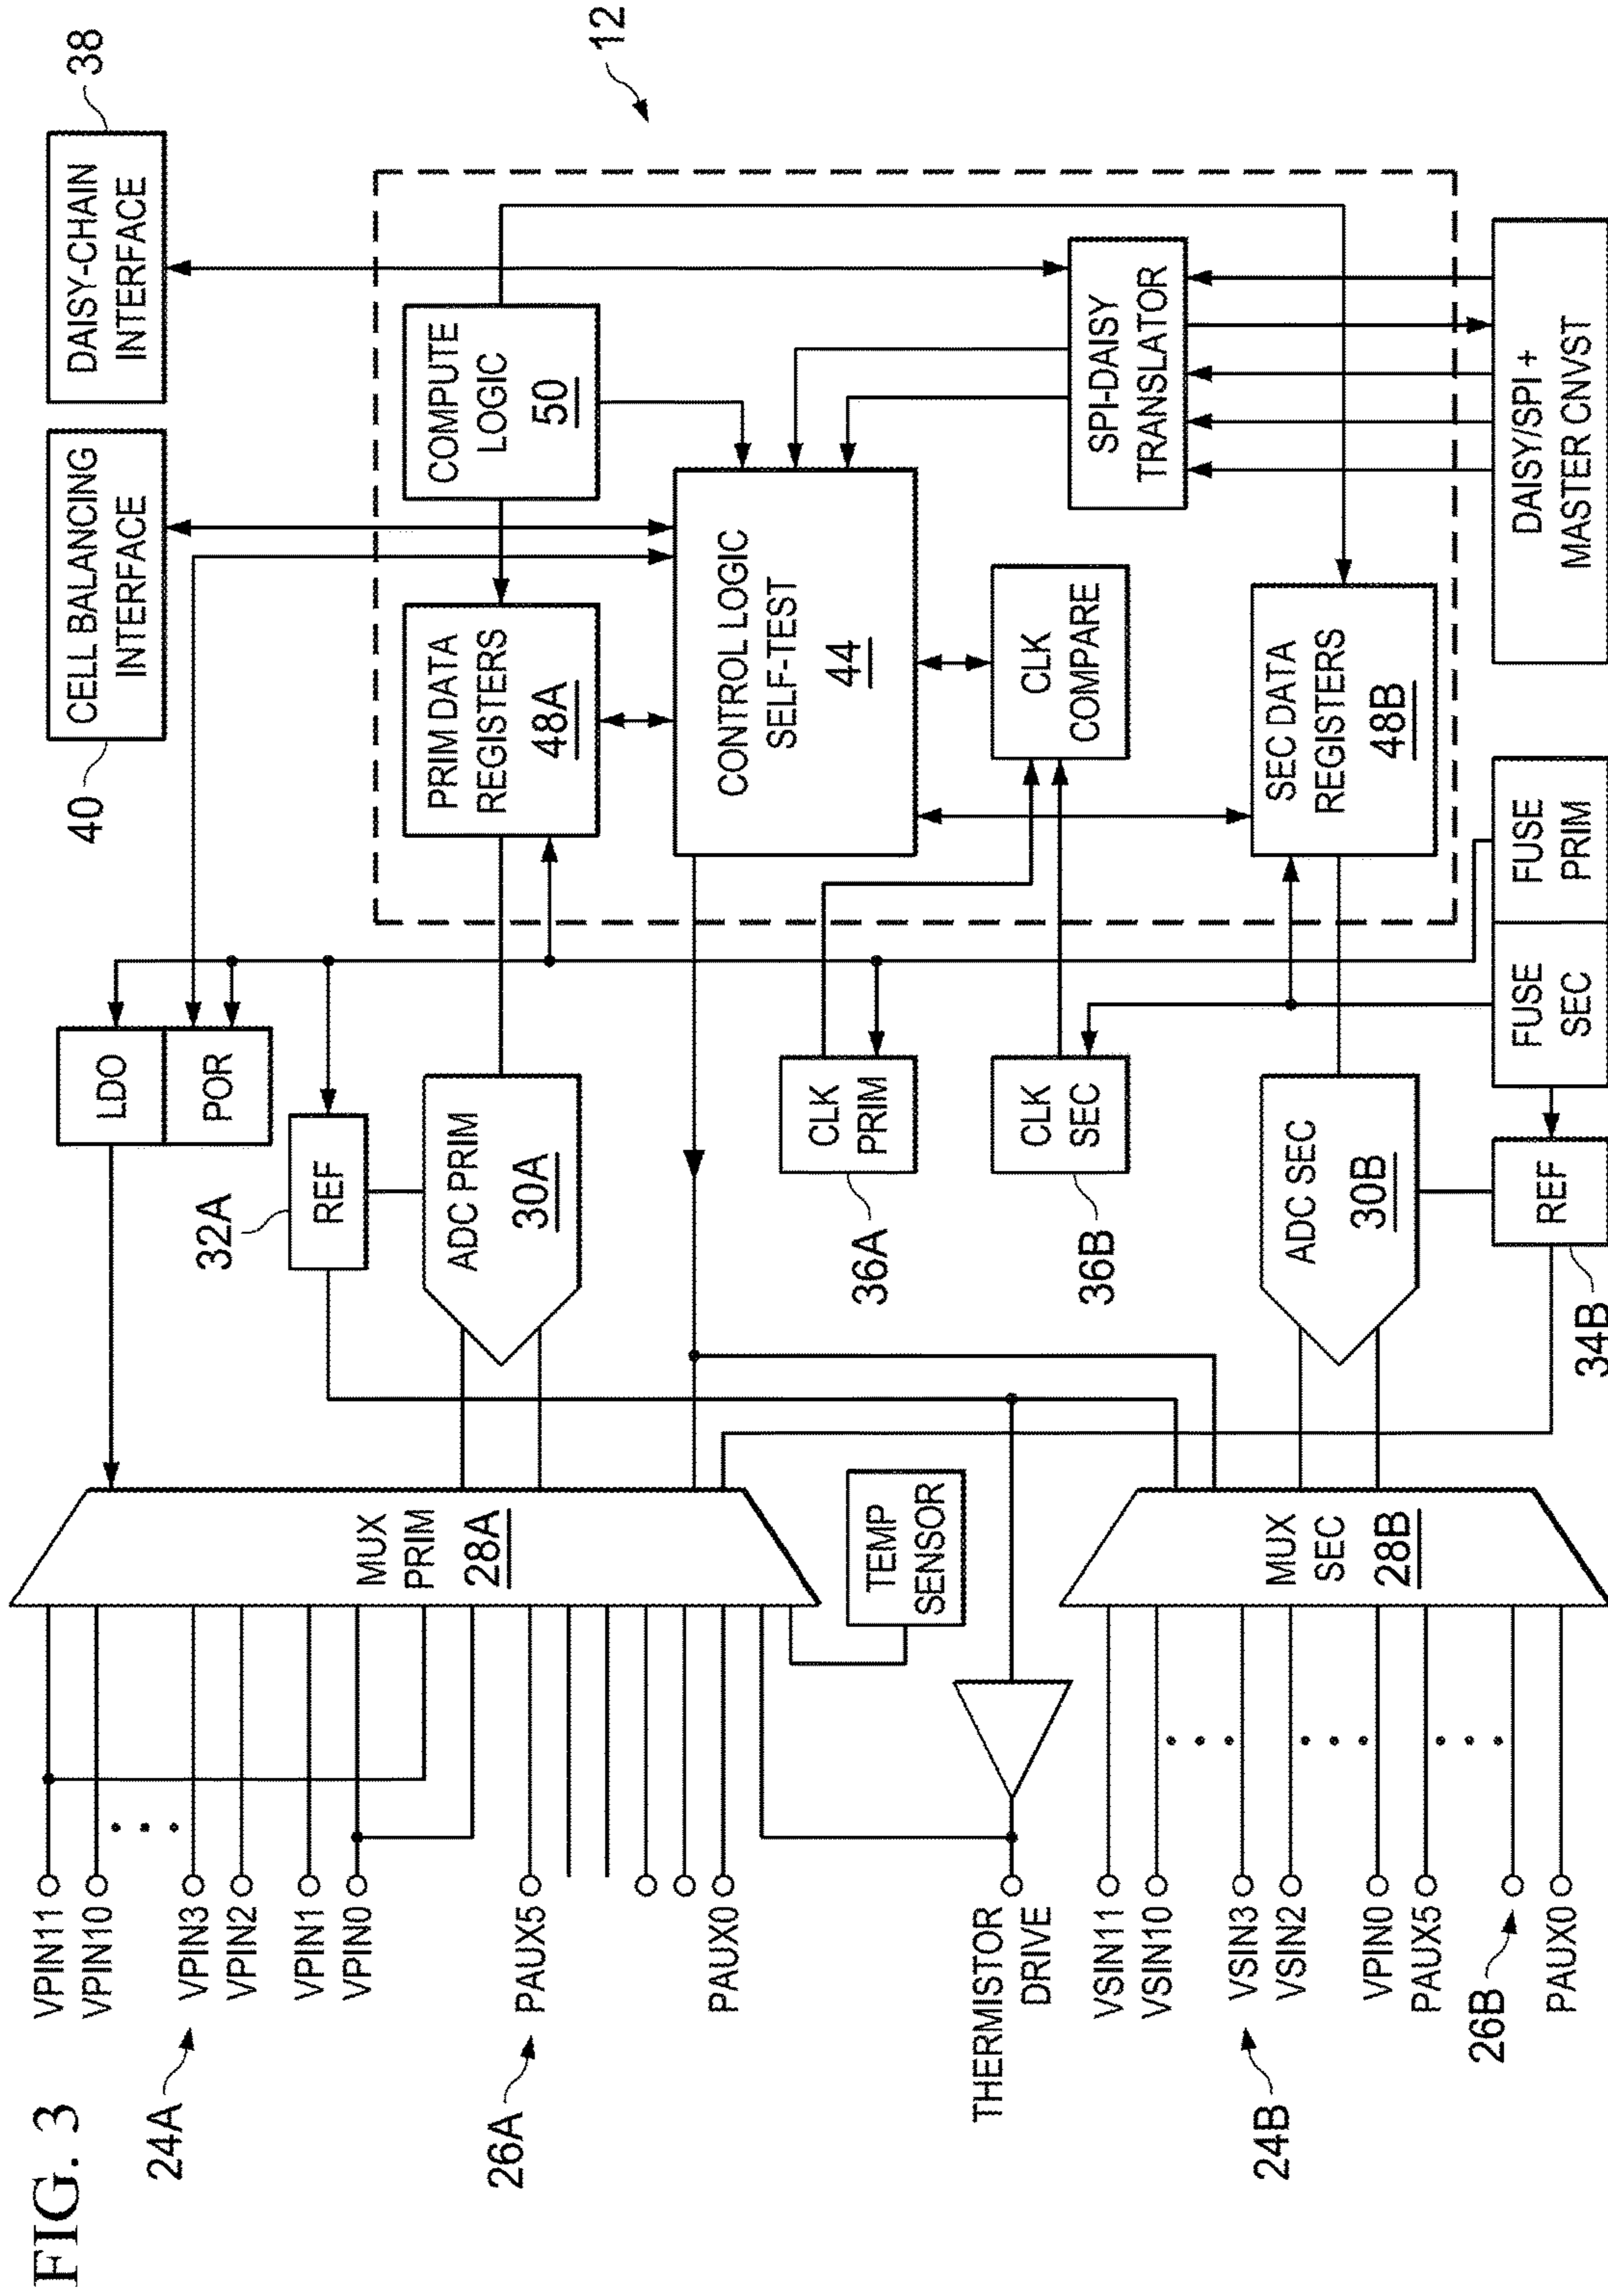 FIG. 3
24A
VPIN11
VPIN10
VPIN3
VPIN2
VPIN1
VPIN0
26A
PAUX5
PAUX0
THERMISTOR
DRIVE
24B
VSIN11
VSIN10
VSIN3
VSIN2
VPIN0
PAUX5
26B
PAUX0
MUX
PRIM
28A
TEMP
SENSOR
MUX
SEC
28B
LDO
POR
32A
REF
ADC PRIM
30A
CLK
PRIM
36A
CLK
SEC
36B
ADC SEC
30B
REF
34B
FUSE
SEC
FUSE
PRIM
40
CELL BALANCING
INTERFACE
DAISY-CHAIN
INTERFACE
38
12
PRIM DATA
REGISTERS
48A
COMPUTE
LOGIC
50
CONTROL LOGIC
SELF-TEST
44
CLK
COMPARE
SPI-DAISY
TRANSLATOR
SEC DATA
REGISTERS
48B
DAISY/SPI +
MASTER CNVST